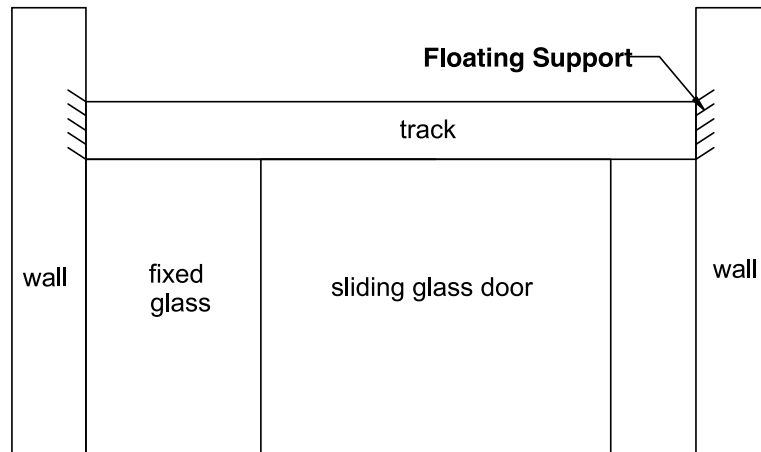 Floating Support
track
wall
fixed
glass
sliding glass door
wall